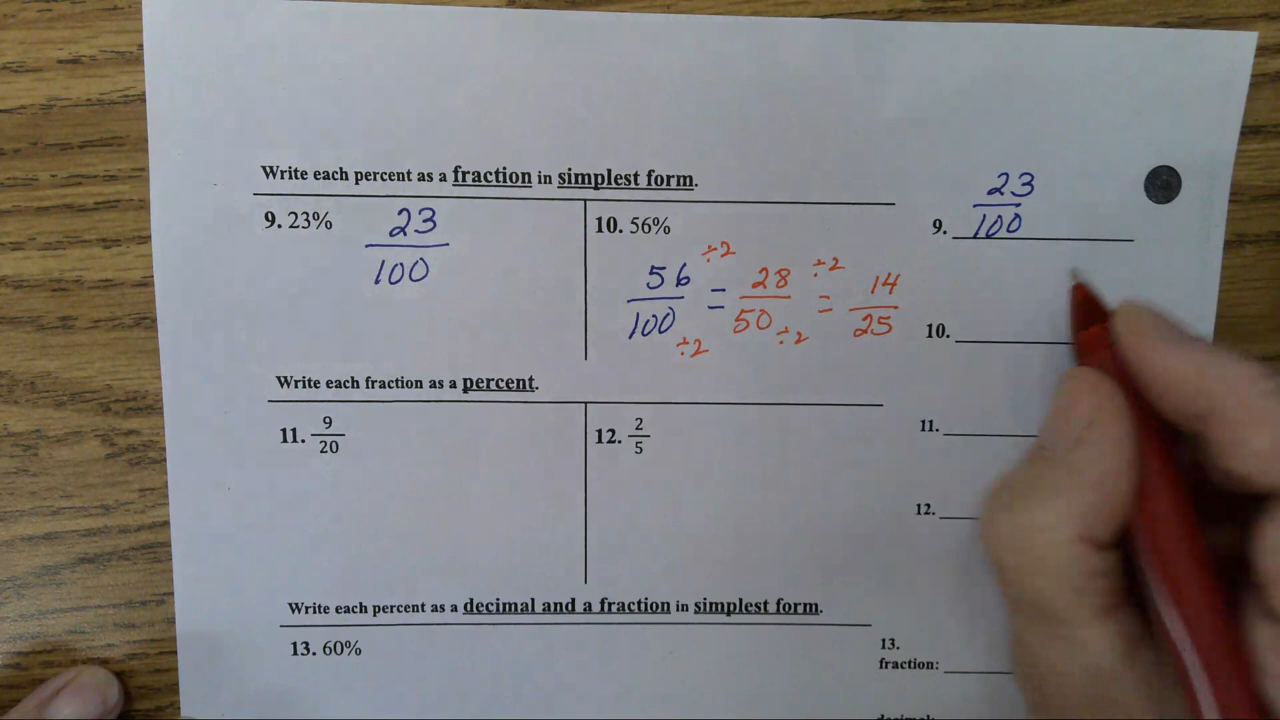 Write each percent as a fraction in simplest form.
9. 23%
23
100
10. 56%
56 ÷2 = 28 ÷2 = 14
100 ÷2 50 ÷2 25
9. 23
100
10.
Write each fraction as a percent.
11. 9
20
12. 2
5
11.
12.
Write each percent as a decimal and a fraction in simplest form.
13. 60%
13.
fraction:
decimal: